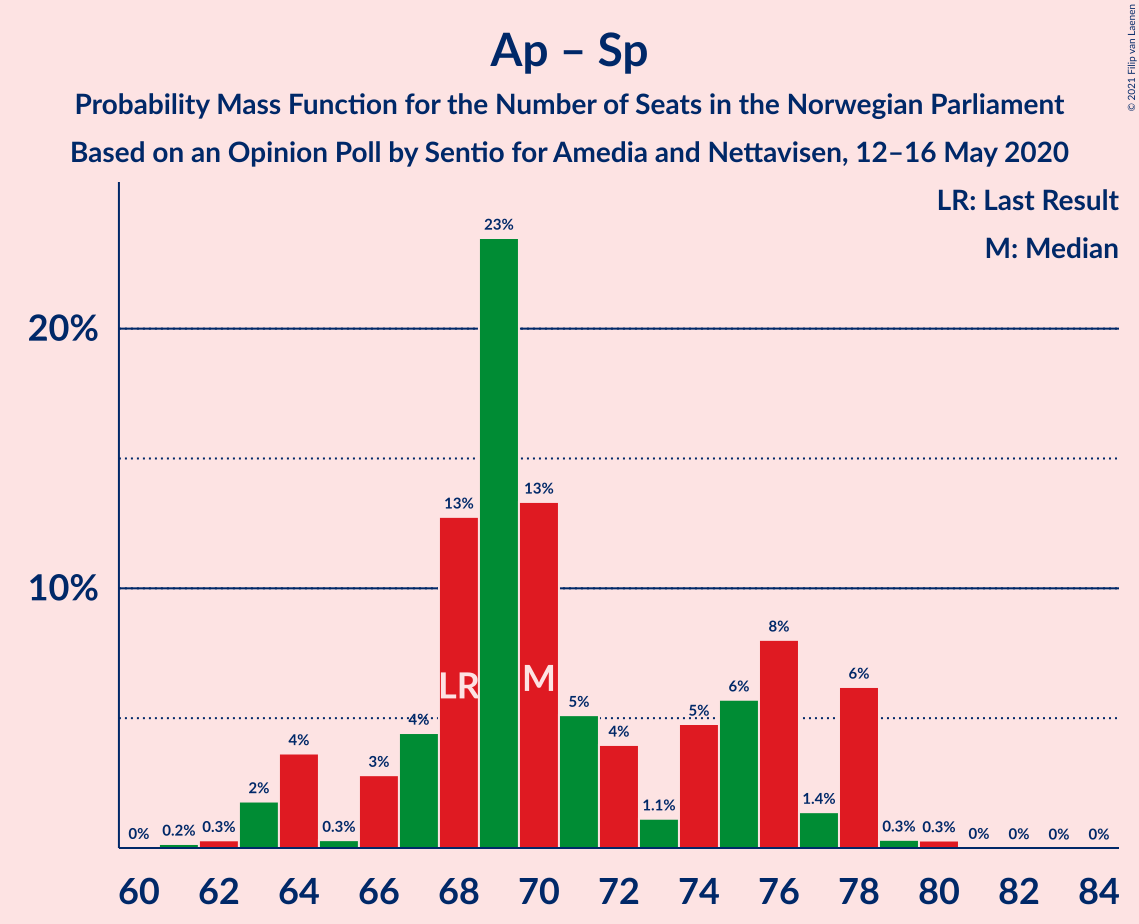 Ap – Sp
Probability Mass Function for the Number of Seats in the Norwegian Parliament
Based on an Opinion Poll by Sentio for Amedia and Nettavisen, 12–16 May 2020
© 2021 Filip van Laenen
LR: Last Result
M: Median
20%
10%
0% 0.2% 0.3% 2% 4% 0.3% 3% 4% 13% 23% 13% 5% 4% 1.1% 5% 6% 8% 1.4% 6% 0.3% 0.3% 0% 0% 0% 0%
LR M
60 62 64 66 68 70 72 74 76 78 80 82 84